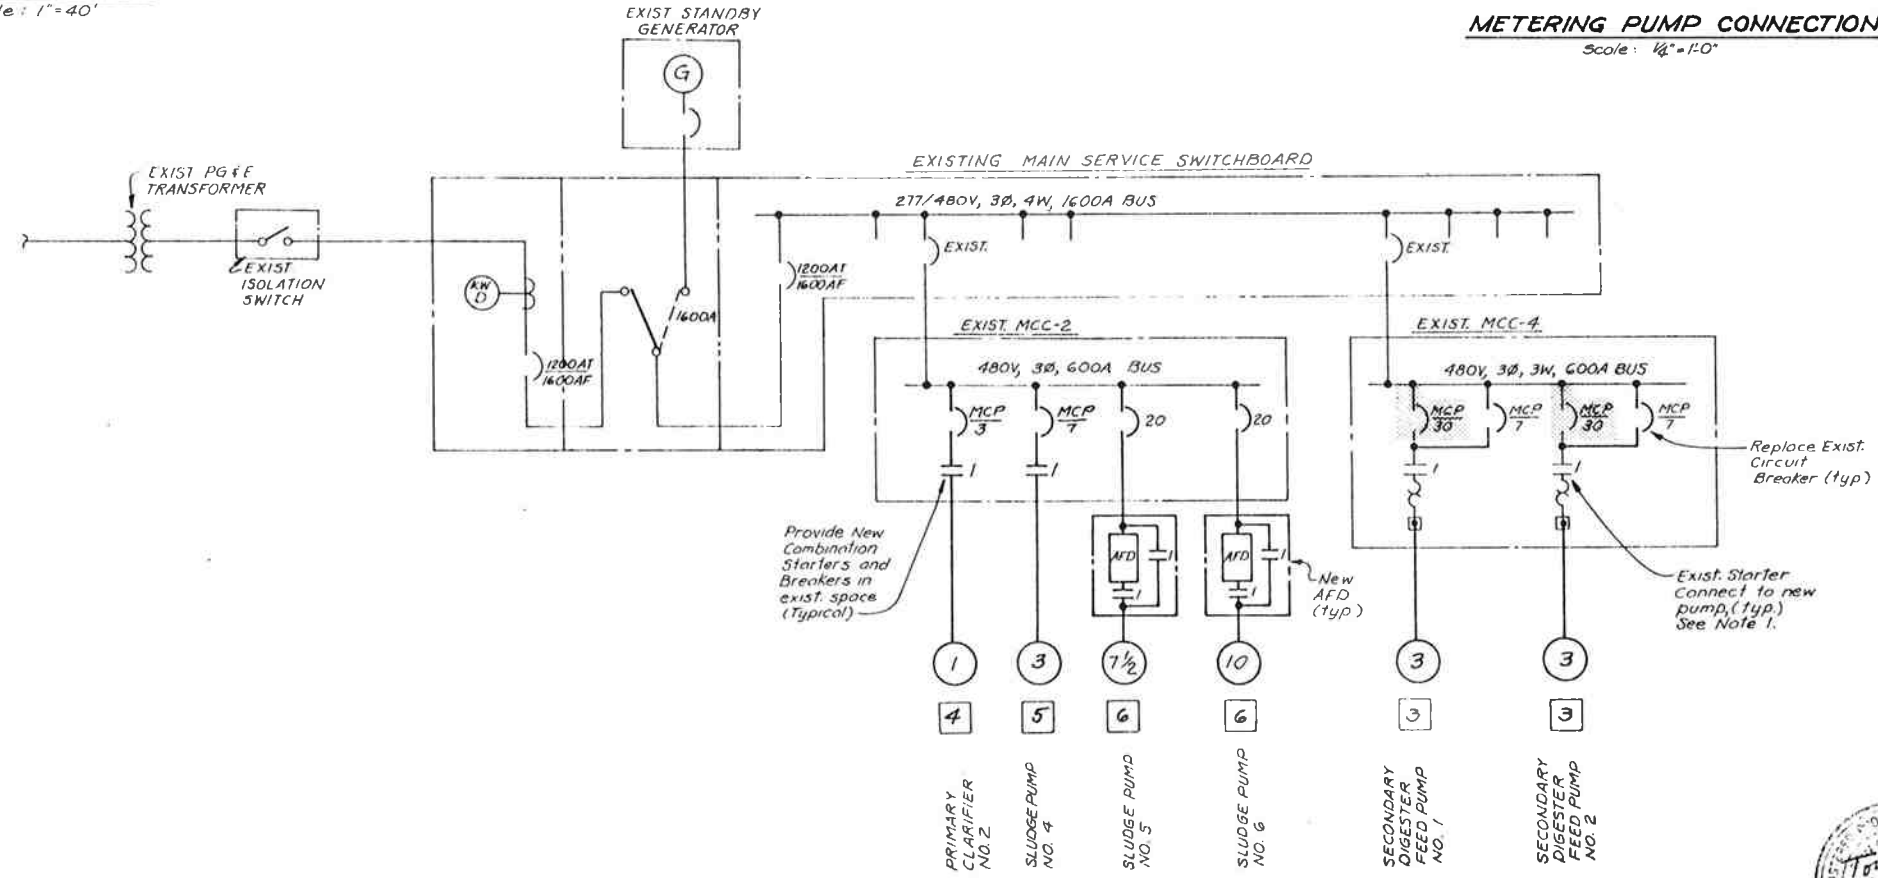 le: 1"=40'
METERING PUMP CONNECTION
Scale: 1/4"=1'-0"
EXIST STANDBY
GENERATOR
G
EXIST PG&E
TRANSFORMER
EXIST
ISOLATION
SWITCH
EXISTING MAIN SERVICE SWITCHBOARD
277/480V, 3Ø, 4W, 1600A BUS
KW
D
1200AT
1600AF
1600A
1200AT
1600AF
EXIST.
EXIST.
EXIST. MCC-2
480V, 3Ø, 600A BUS
MCP
3
MCP
7
20
20
1
1
AFD
1
1
AFD
1
1
Provide New
Combination
Starters and
Breakers in
exist. space
(Typical)
New
AFD
(typ)
EXIST. MCC-4
480V, 3Ø, 3W, 600A BUS
MCP
30
MCP
7
MCP
30
MCP
7
1
1
Replace Exist.
Circuit
Breaker (typ)
Exist. Starter
Connect to new
pump, (typ.)
See Note 1.
1
3
7½
10
3
3
4
5
6
6
3
3
PRIMARY
CLARIFIER
NO. 2
SLUDGE PUMP
NO. 4
SLUDGE PUMP
NO. 5
SLUDGE PUMP
NO. 6
SECONDARY
DIGESTER
FEED PUMP
NO. 1
SECONDARY
DIGESTER
FEED PUMP
NO. 2